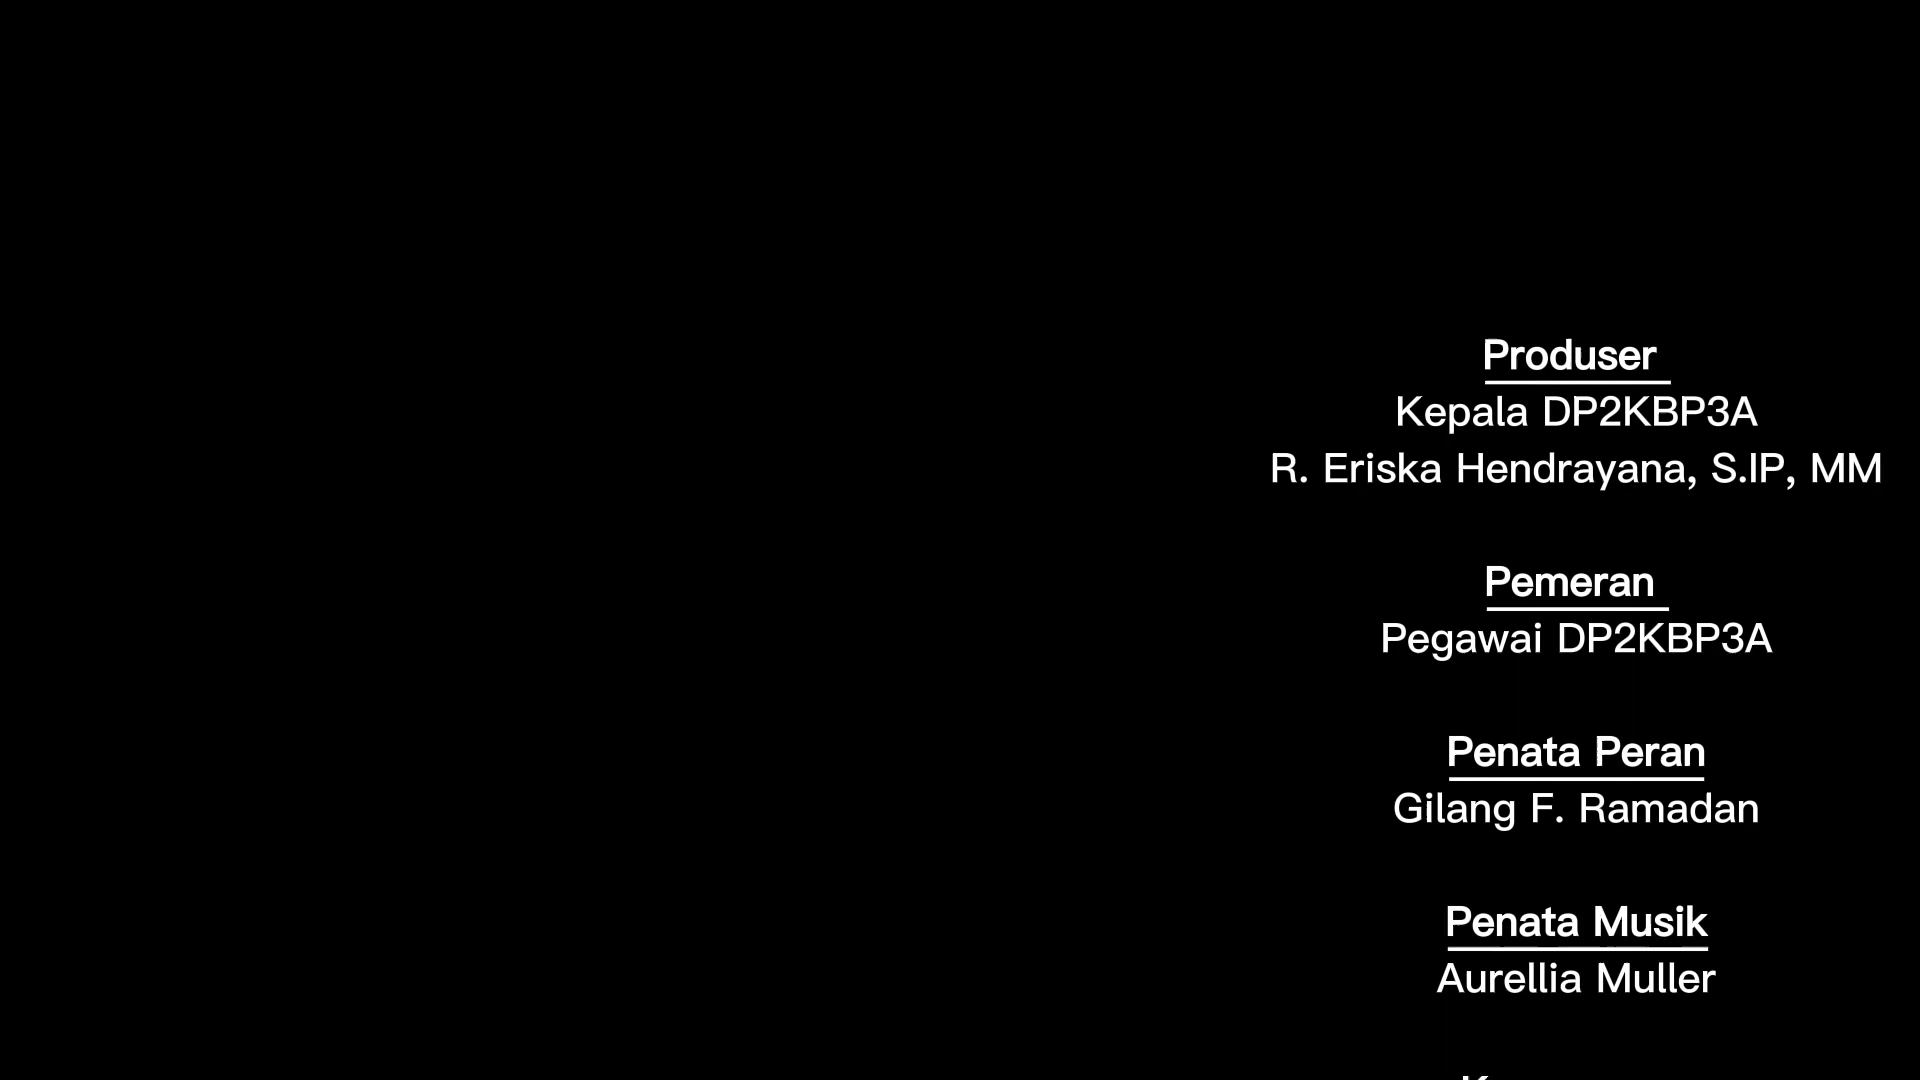 Produser
Kepala DP2KBP3A
R. Eriska Hendrayana, S.IP, MM
Pemeran
Pegawai DP2KBP3A
Penata Peran
Gilang F. Ramadan
Penata Musik
Aurellia Muller